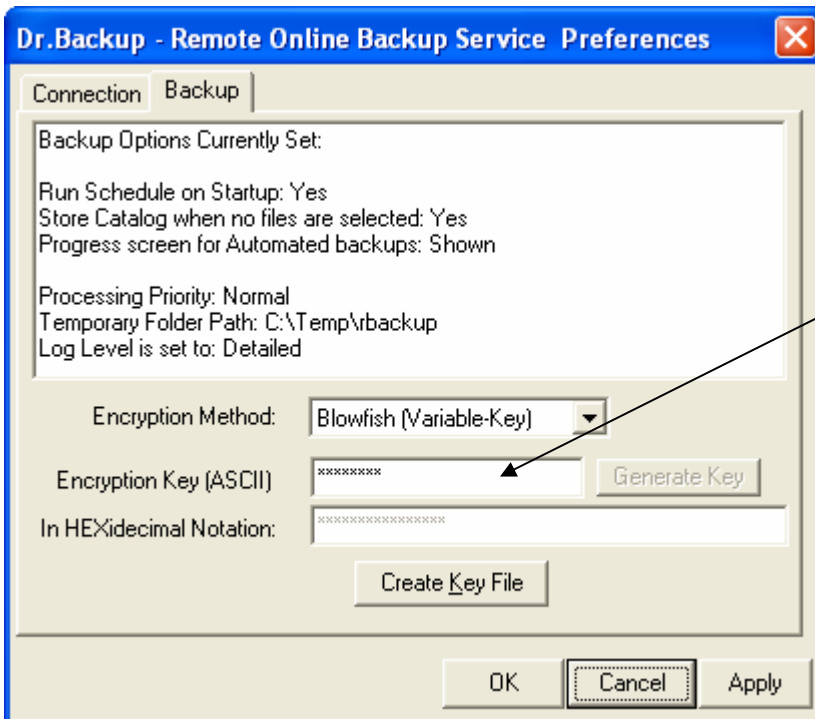 Dr.Backup - Remote Online Backup Service Preferences
Connection Backup
Backup Options Currently Set:
Run Schedule on Startup: Yes
Store Catalog when no files are selected: Yes
Progress screen for Automated backups: Shown
Processing Priority: Normal
Temporary Folder Path: C:\Temp\rbackup
Log Level is set to: Detailed
Encryption Method: Blowfish (Variable-Key)
Encryption Key (ASCII) ******** Generate Key
In HEXidecimal Notation: ****************
Create Key File
OK Cancel Apply